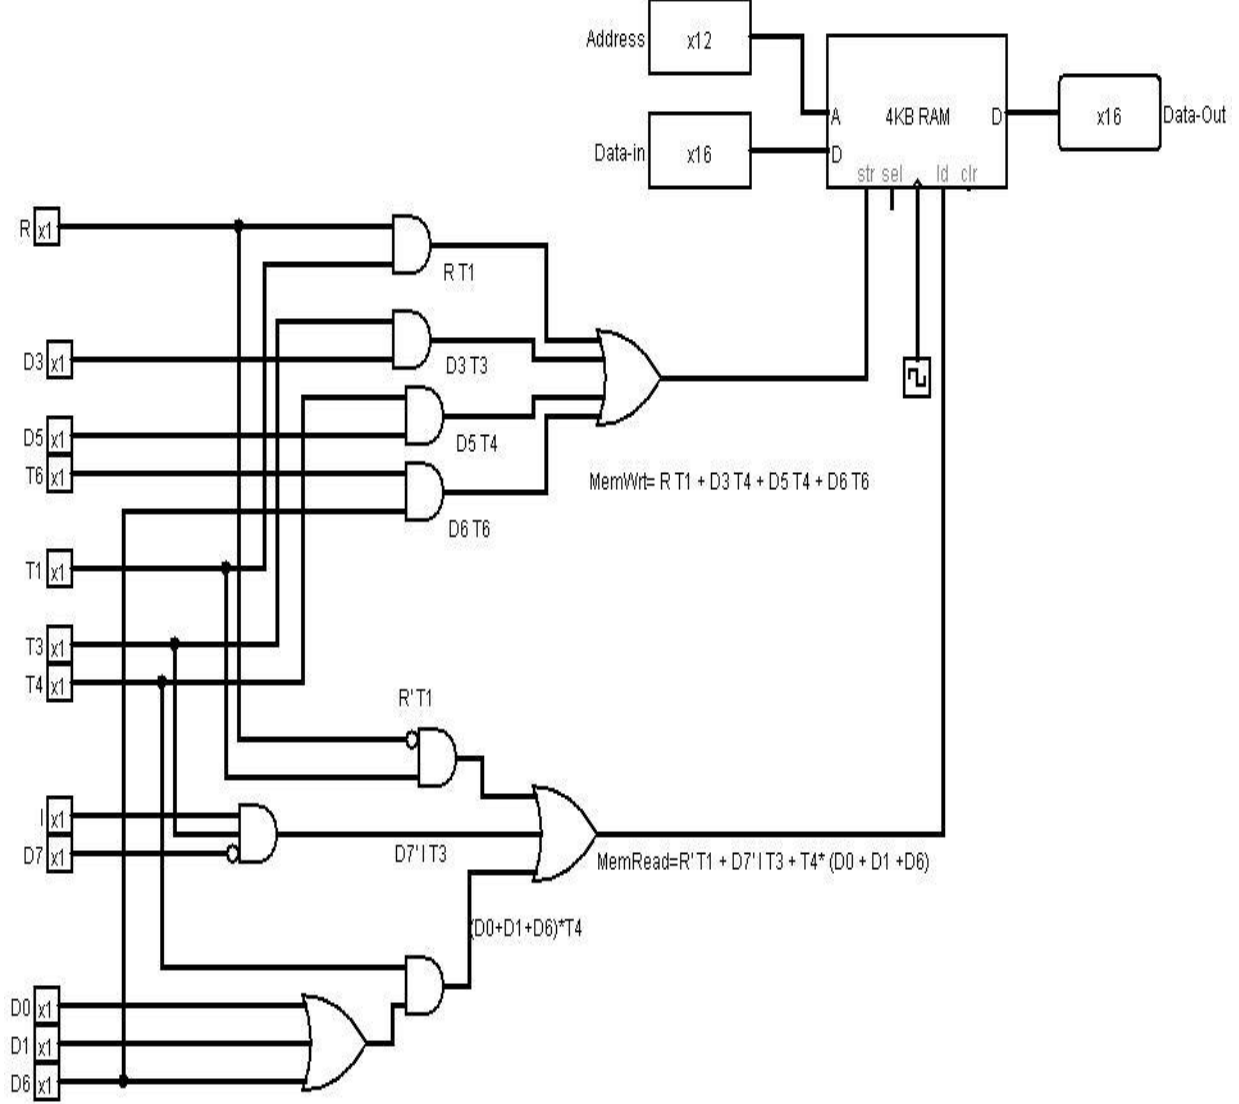 Address
x12
4KB RAM
A
D
D
x16
Data-Out
Data-in
x16
str sel ld clr
R x1
R T1
D3 x1
D3 T3
D5 x1
D5 T4
T6 x1
MemWrt= R T1 + D3 T4 + D5 T4 + D6 T6
D6 T6
T1 x1
T3 x1
T4 x1
R' T1
I x1
D7 x1
D7' I T3
MemRead=R' T1 + D7' I T3 + T4* (D0 + D1 +D6)
(D0+D1+D6)*T4
D0 x1
D1 x1
D6 x1